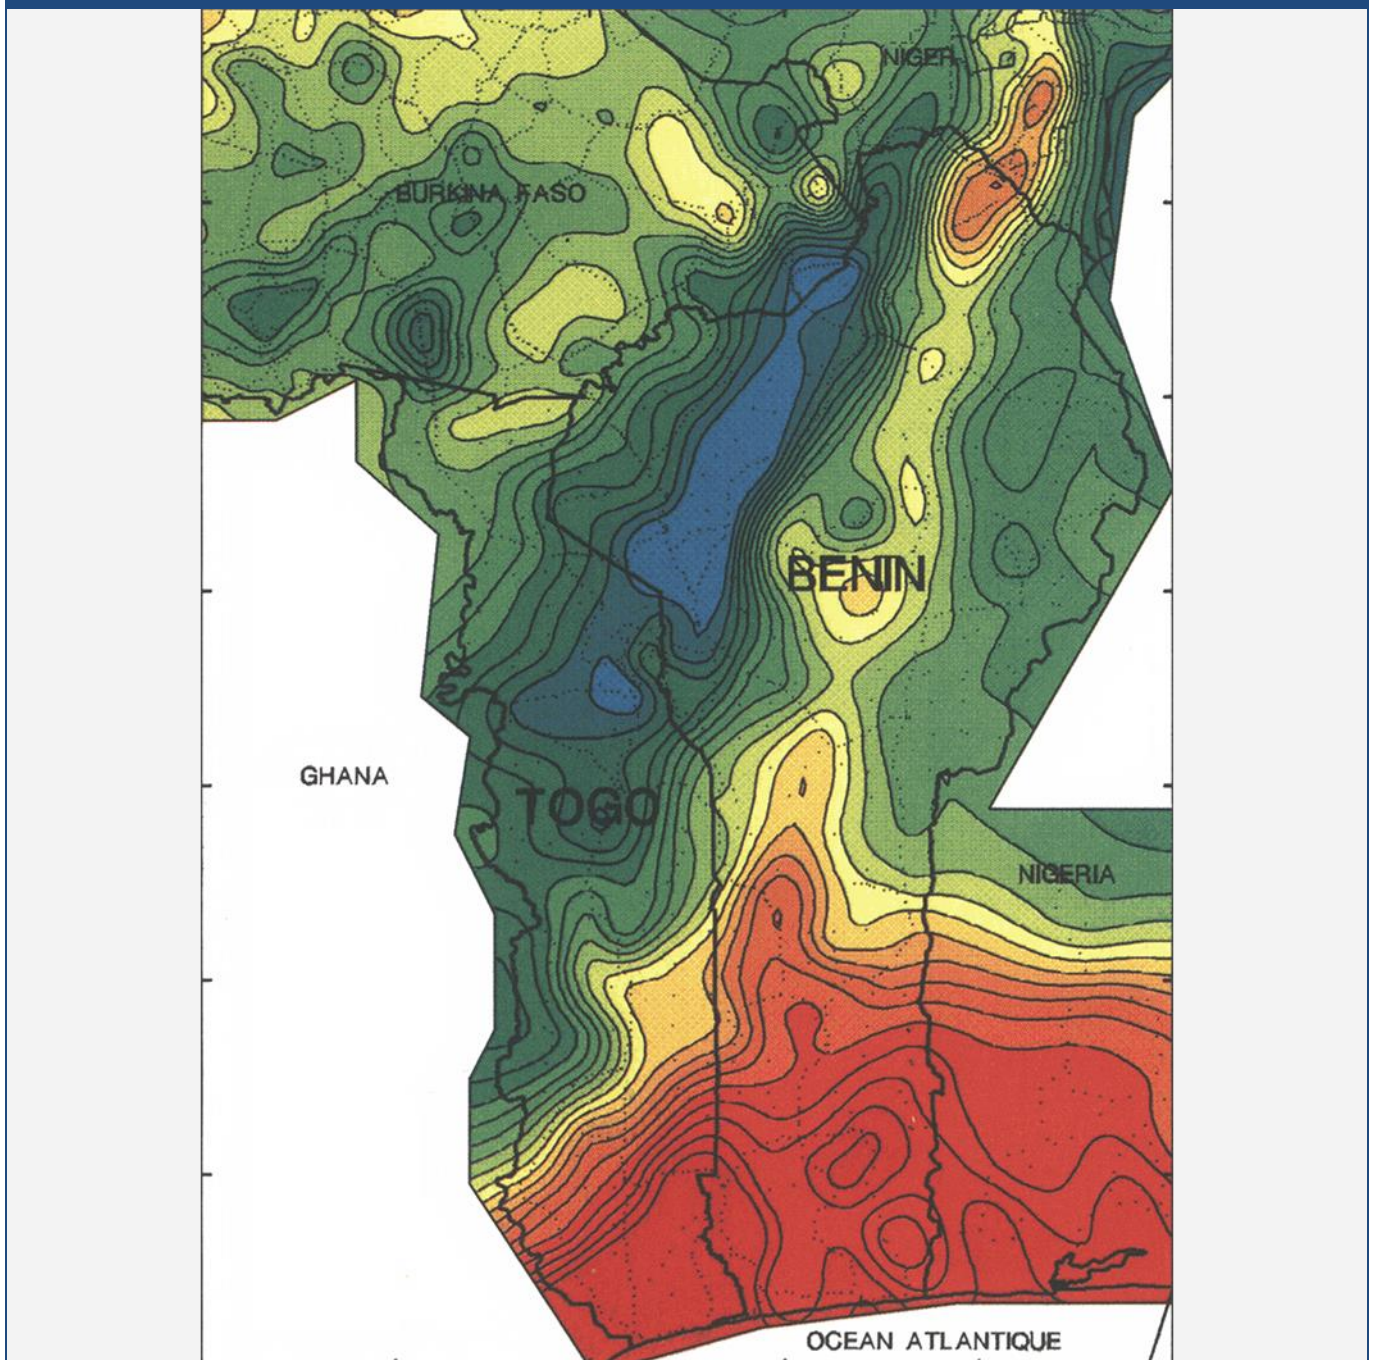 NIGER
BURKINA FASO
BENIN
GHANA
TOGO
NIGERIA
OCEAN ATLANTIQUE